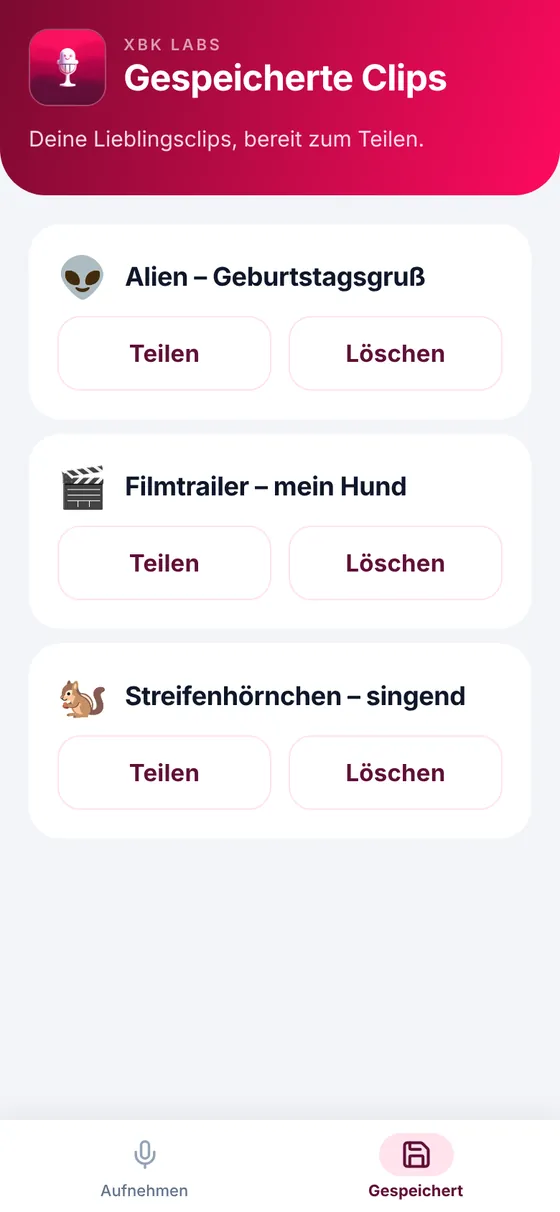 XBK LABS
Gespeicherte Clips
Deine Lieblingsclips, bereit zum Teilen.
Alien – Geburtstagsgruß
Teilen
Löschen
Filmtrailer – mein Hund
Teilen
Löschen
Streifenhörnchen – singend
Teilen
Löschen
Aufnehmen
Gespeichert